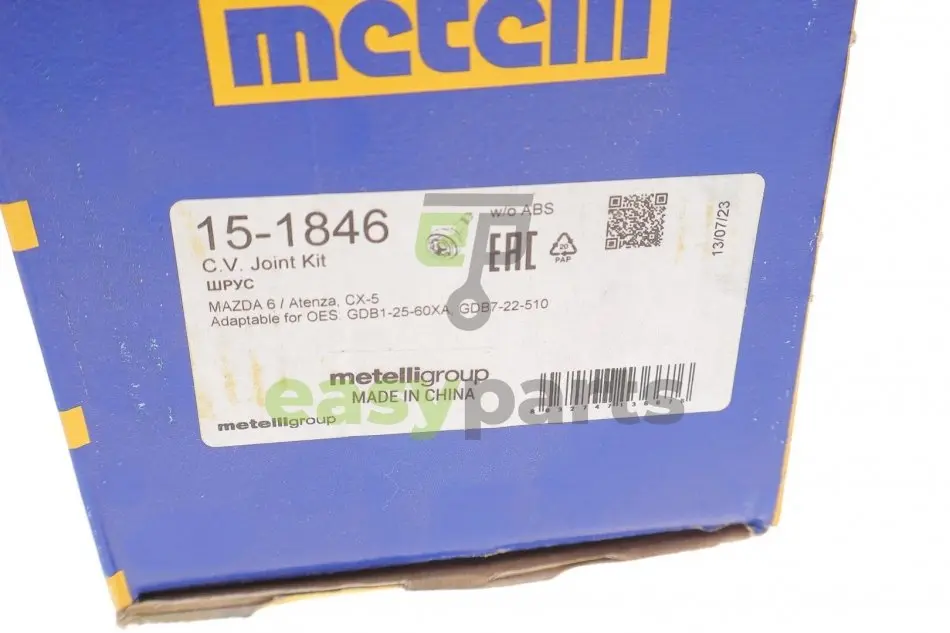 metelli
15-1846
w/o ABS
C.V. Joint Kit
EAC
20
PAP
ШРУС
MAZDA 6 / Atenza, CX-5
Adaptable for OES: GDB1-25-60XA, GDB7-22-510
13/07/23
metelligroup
MADE IN CHINA
easyparts
metelligroup